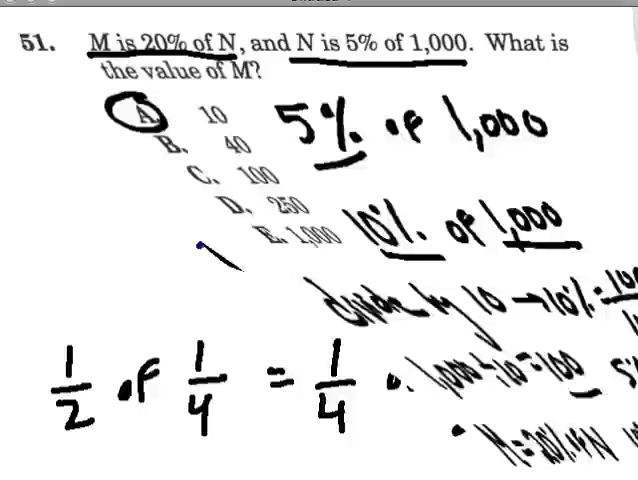 51. M is 20% of N, and N is 5% of 1,000. What is
the value of M?
A. 10
B. 40
C. 100
D. 250
E. 1,000
5% of 1,000
10% of 1,000
divide by 10 → 10% =
1,000 ÷ 10 = 100
1/2 of 1/4 = 1/4
• M = 20% of N